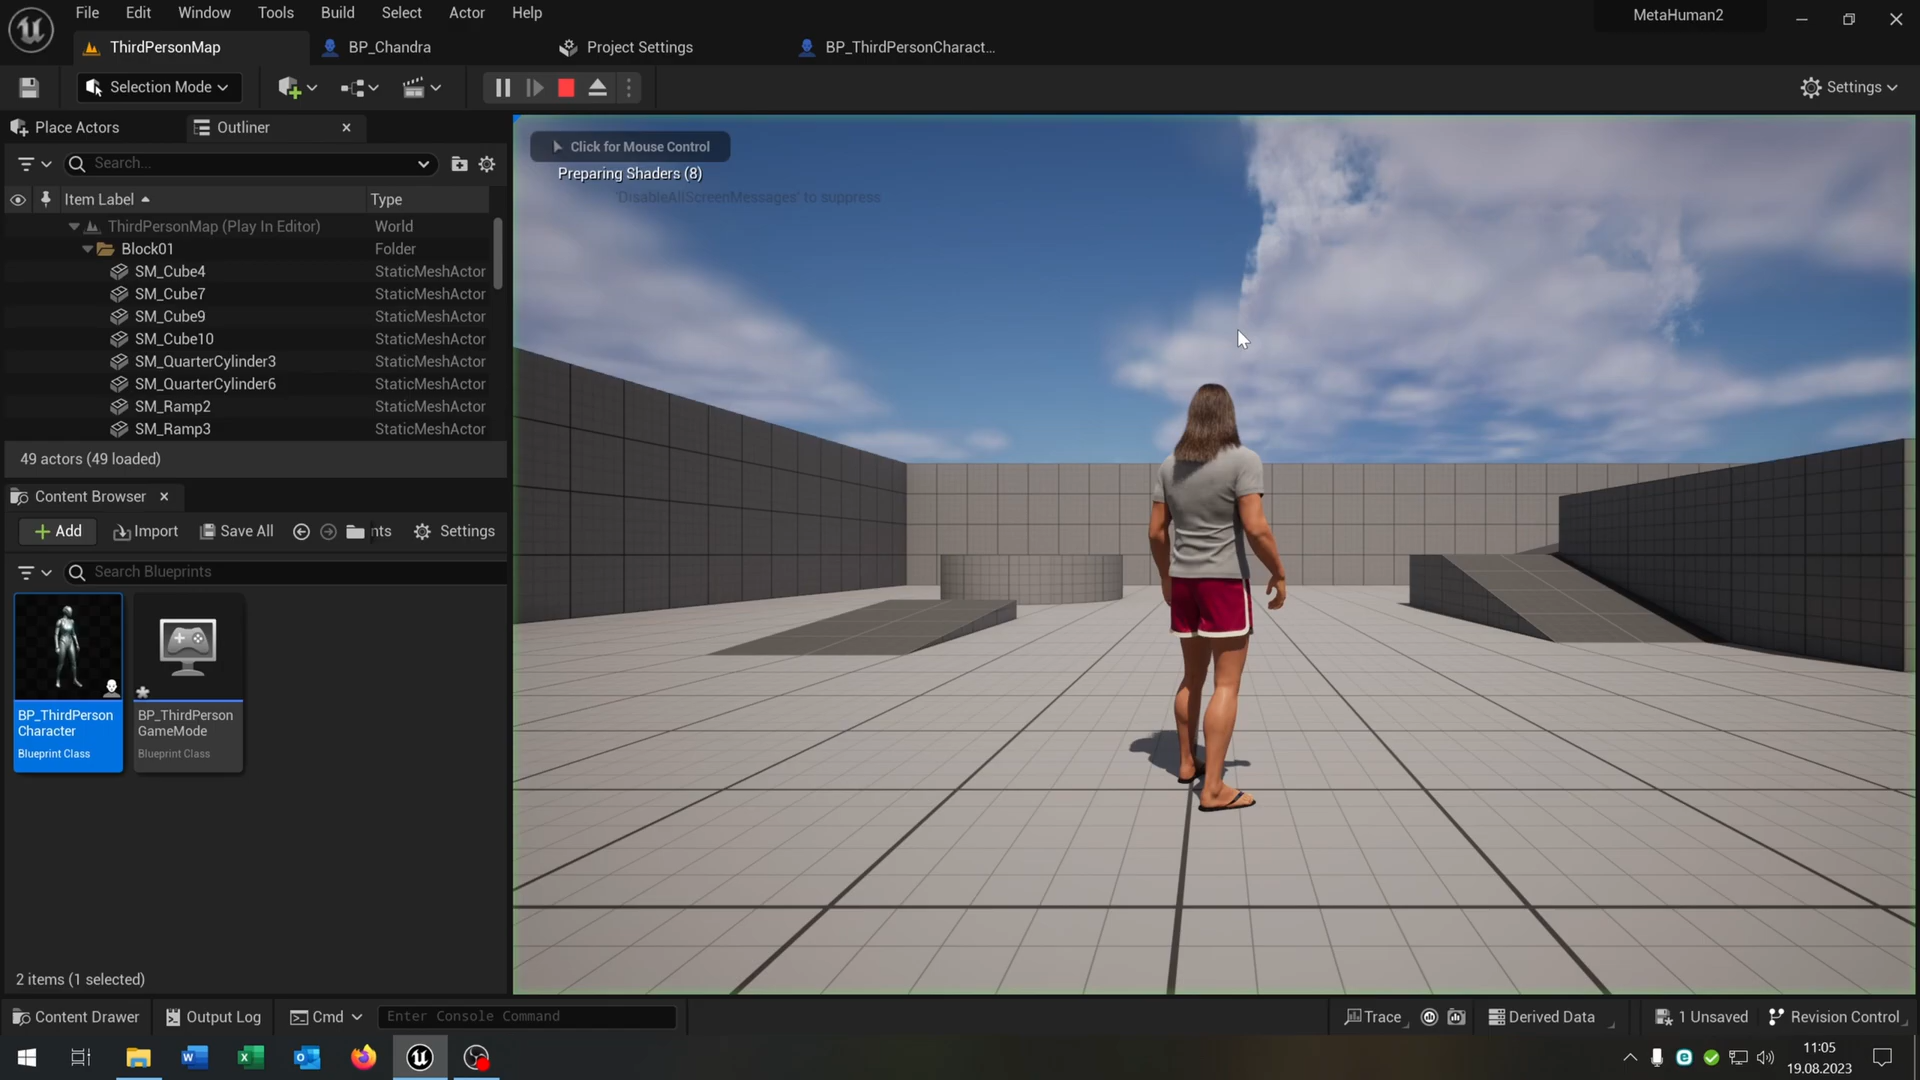 File Edit Window Tools Build Select Actor Help
MetaHuman2
ThirdPersonMap
BP_Chandra
Project Settings
BP_ThirdPersonCharact...
Selection Mode
Settings
Place Actors
Outliner
Click for Mouse Control
Preparing Shaders (8)
'DisableAllScreenMessages' to suppress
Search...
Item Label
Type
ThirdPersonMap (Play In Editor) World
Block01 Folder
SM_Cube4 StaticMeshActor
SM_Cube7 StaticMeshActor
SM_Cube9 StaticMeshActor
SM_Cube10 StaticMeshActor
SM_QuarterCylinder3 StaticMeshActor
SM_QuarterCylinder6 StaticMeshActor
SM_Ramp2 StaticMeshActor
SM_Ramp3 StaticMeshActor
49 actors (49 loaded)
Content Browser
Add Import Save All nts Settings
Search Blueprints
BP_ThirdPerson
Character
Blueprint Class
BP_ThirdPerson
GameMode
Blueprint Class
2 items (1 selected)
Content Drawer
Output Log
Cmd
Enter Console Command
Trace
Derived Data
1 Unsaved
Revision Control
11:05
19.08.2023